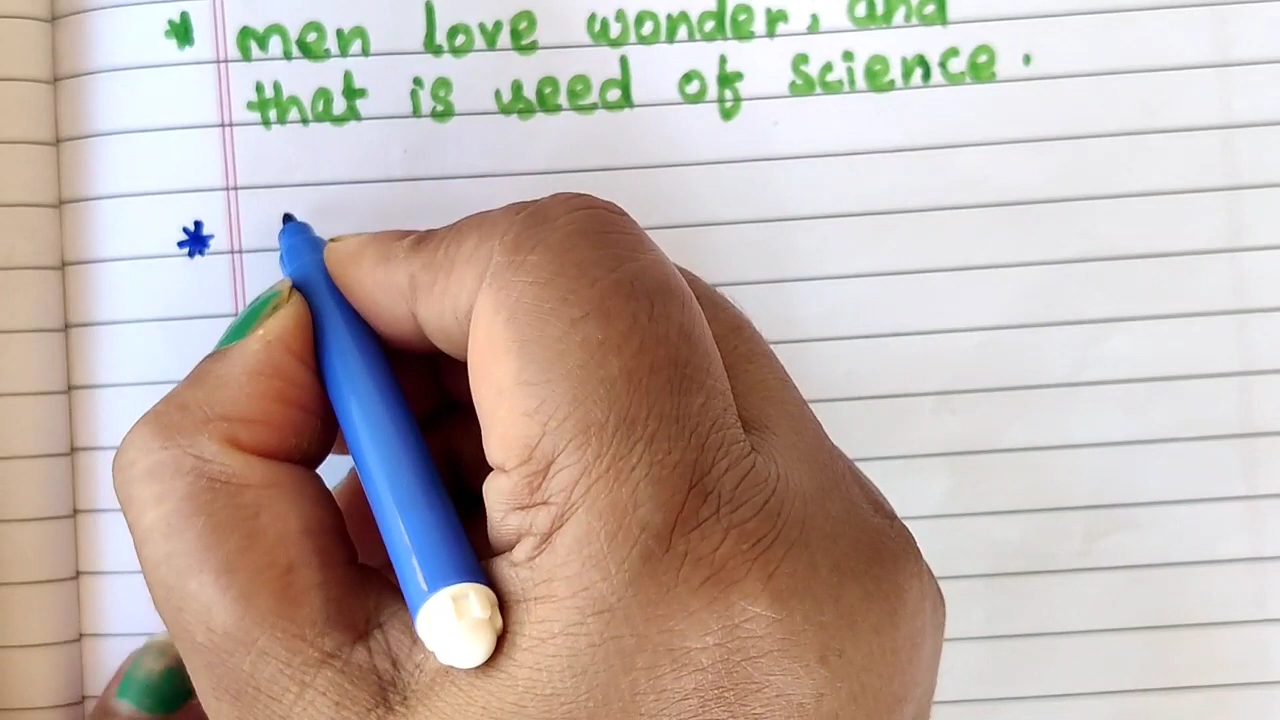 * men love wonder, and
that is seed of science.
*